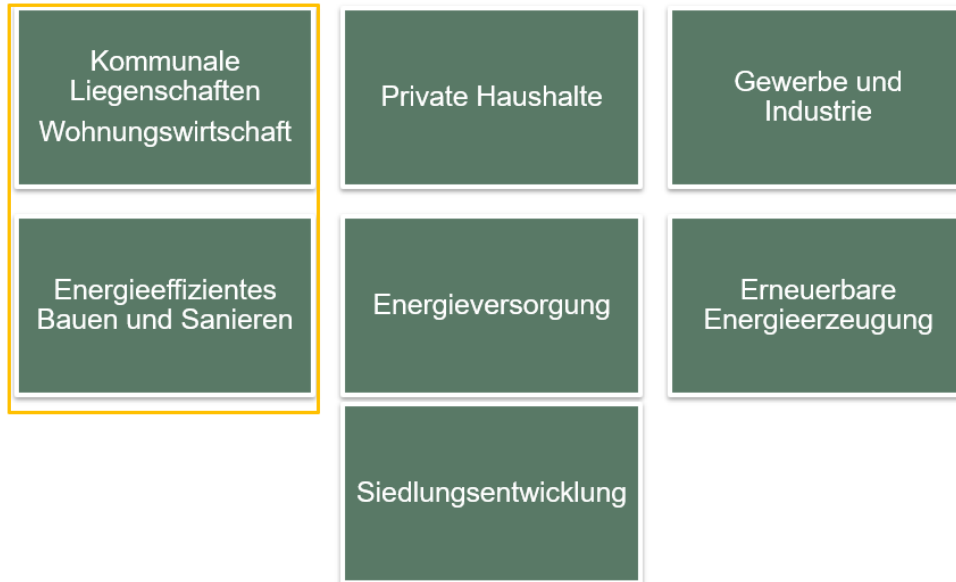 Kommunale
Liegenschaften
Wohnungswirtschaft
Private Haushalte
Gewerbe und
Industrie
Energieeffizientes
Bauen und Sanieren
Energieversorgung
Erneuerbare
Energieerzeugung
Siedlungsentwicklung